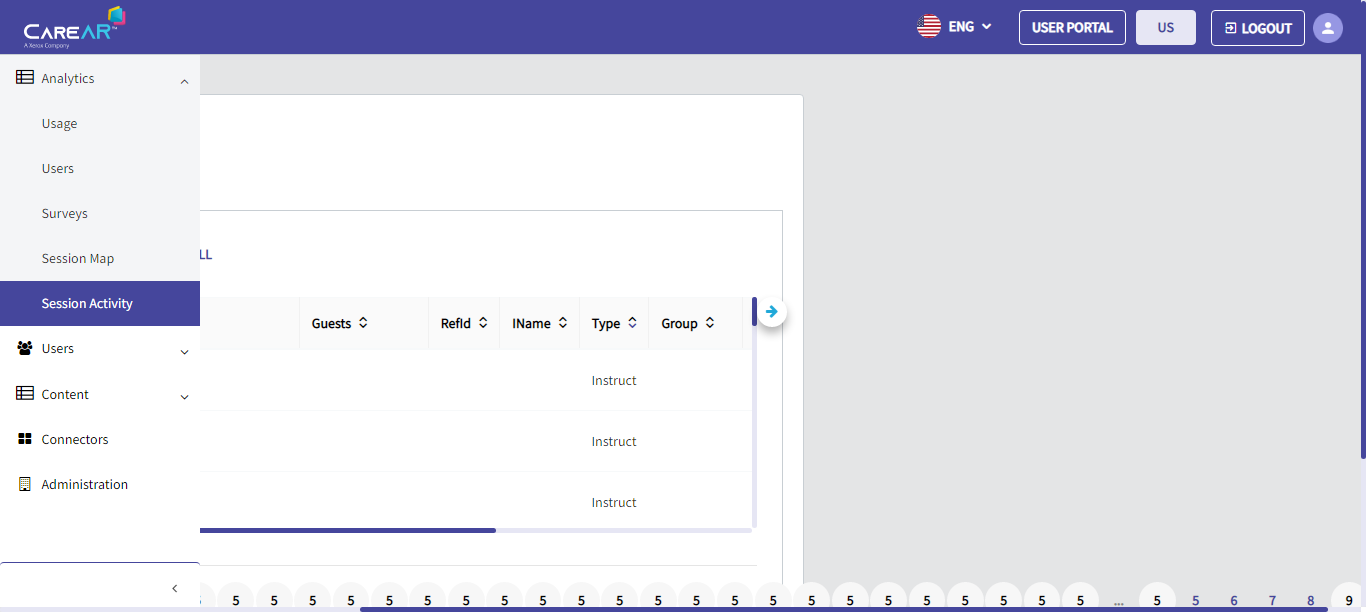 CAREAR™
A Xerox Company
ENG
USER PORTAL
US
LOGOUT
Analytics
Usage
Users
Surveys
Session Map
Session Activity
Users
Content
Connectors
Administration
LL
Guests
RefId
IName
Type
Group
Instruct
Instruct
Instruct
5 5 5 5 5 5 5 5 5 5 5 5 5 5 5 5 5 5 5 5 5 5 5 ... 5 5 6 7 8 9